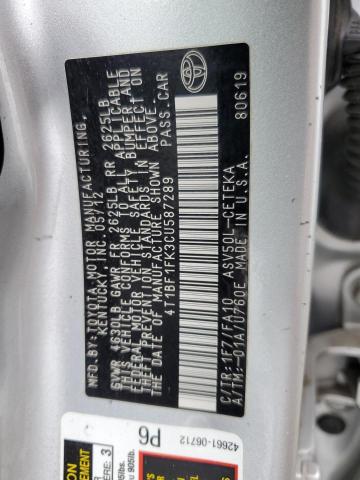 MFD.BY:TOYOTA MOTOR MANUFACTURING,
KENTUCKY, INC. 05/12
GVWR 4630LB GAWR FR 2625LB RR 2625LB
THIS VEHICLE CONFORMS TO ALL APPLICABLE
FEDERAL MOTOR VEHICLE SAFETY, BUMPER AND
THEFT PREVENTION STANDARDS IN EFFECT ON
THE DATE OF MANUFACTURE SHOWN ABOVE.
4T1BF1FK3CU587289 PASS.CAR
C/TR: 1F7/FA10 ASV50L-CETEKA
A/TM:-01A/U760E MADE IN U.S.A. 80619
TOYOTA
42661-06712
P6